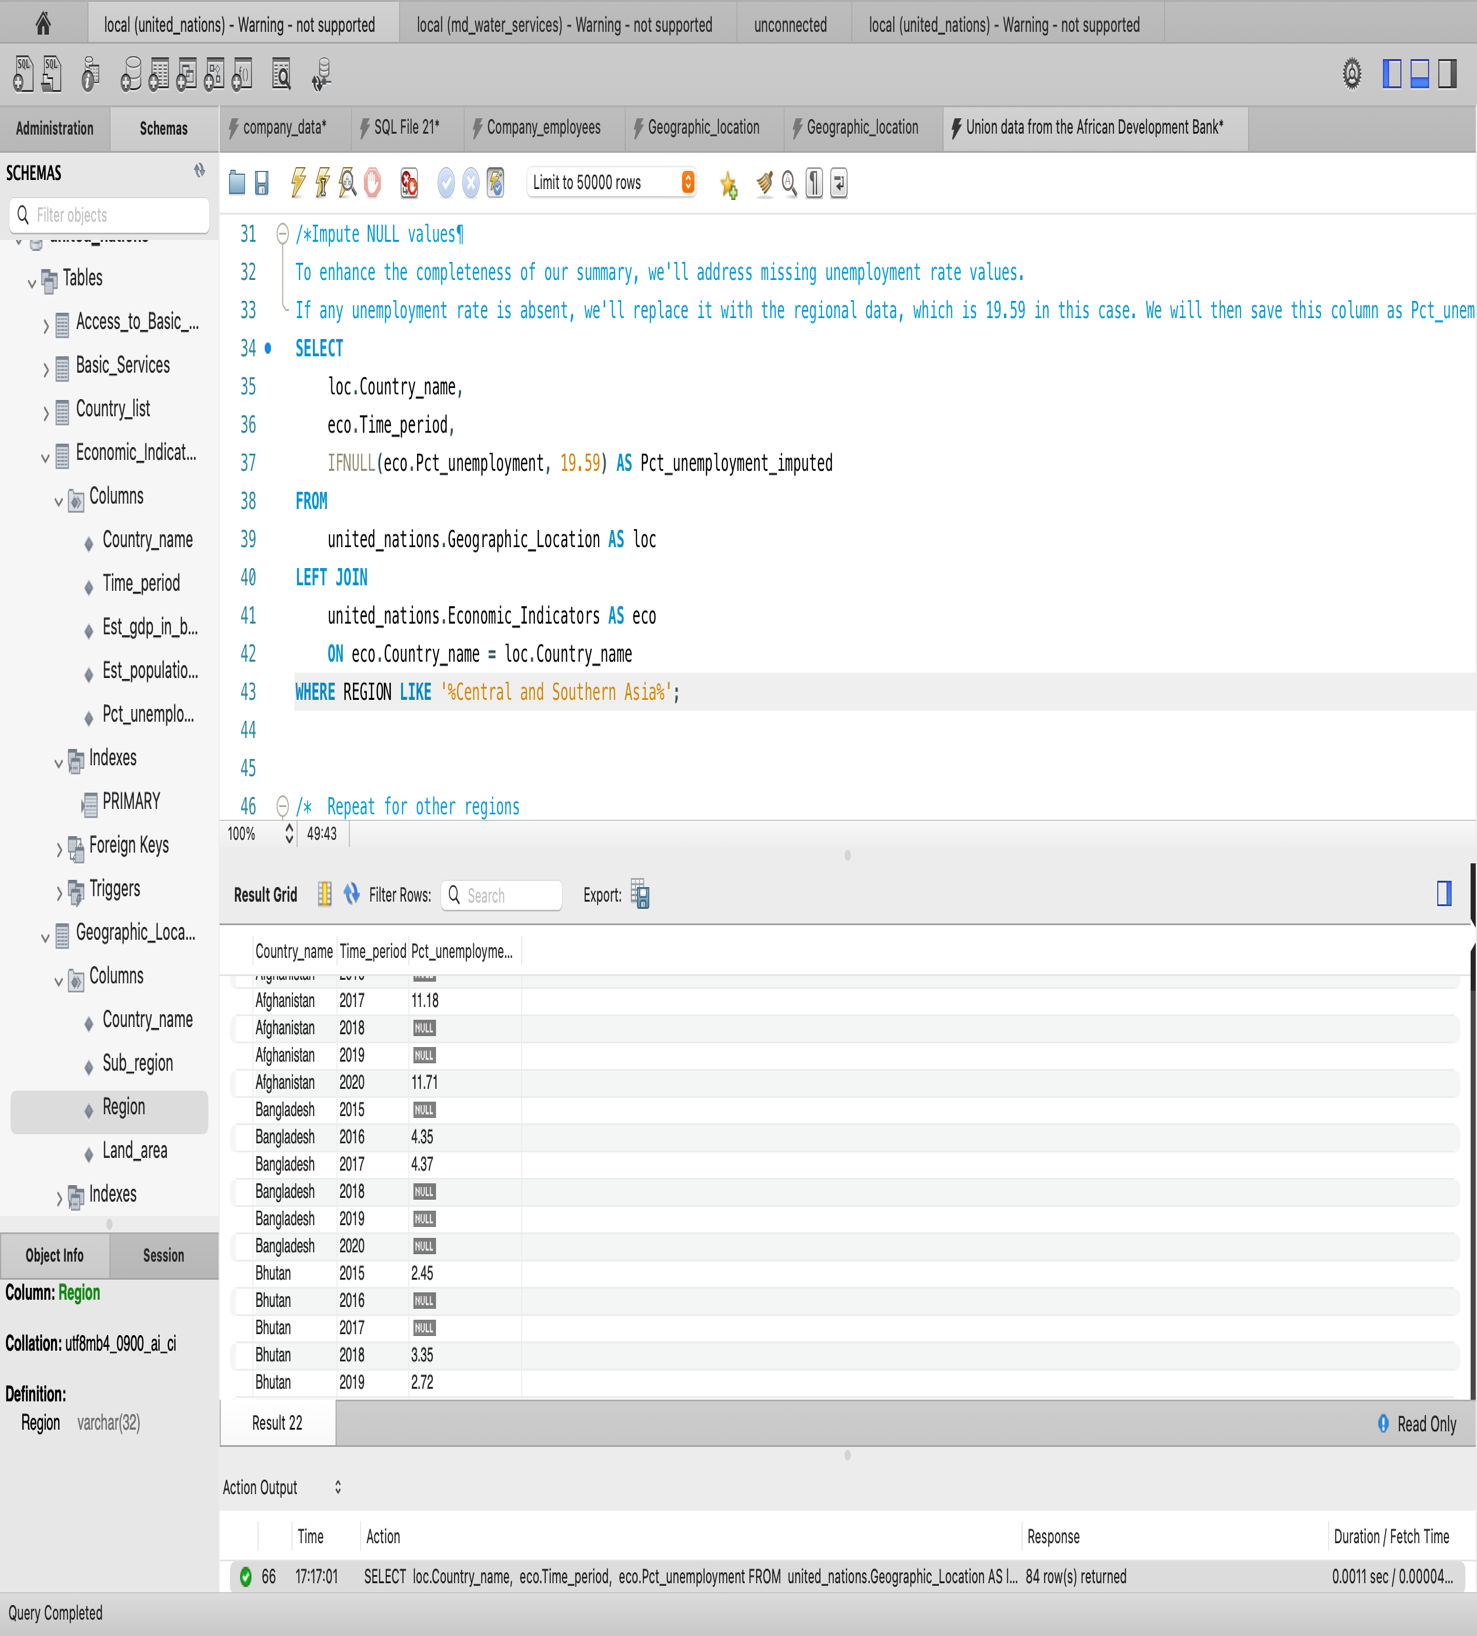 local (united_nations) - Warning - not supported
local (md_water_services) - Warning - not supported
unconnected
local (united_nations) - Warning - not supported
Administration
Schemas
company_data*
SQL File 21*
Company_employees
Geographic_location
Geographic_location
Union data from the African Development Bank*
SCHEMAS
Filter objects
united_nations
Tables
Access_to_Basic_...
Basic_Services
Country_list
Economic_Indicat...
Columns
Country_name
Time_period
Est_gdp_in_b...
Est_populatio...
Pct_unemplo...
Indexes
PRIMARY
Foreign Keys
Triggers
Geographic_Loca...
Columns
Country_name
Sub_region
Region
Land_area
Indexes
Object Info
Session
Column: Region
Collation: utf8mb4_0900_ai_ci
Definition:
Region varchar(32)
Limit to 50000 rows
31 /*Impute NULL values¶
32 To enhance the completeness of our summary, we'll address missing unemployment rate values.
33 If any unemployment rate is absent, we'll replace it with the regional data, which is 19.59 in this case. We will then save this column as Pct_unem
34 SELECT
35 loc.Country_name,
36 eco.Time_period,
37 IFNULL(eco.Pct_unemployment, 19.59) AS Pct_unemployment_imputed
38 FROM
39 united_nations.Geographic_Location AS loc
40 LEFT JOIN
41 united_nations.Economic_Indicators AS eco
42 ON eco.Country_name = loc.Country_name
43 WHERE REGION LIKE '%Central and Southern Asia%';
44
45
46 /* Repeat for other regions
100% 49:43
Result Grid
Filter Rows:
Search
Export:
Country_name Time_period Pct_unemployme...
Afghanistan 2016 NULL
Afghanistan 2017 11.18
Afghanistan 2018 NULL
Afghanistan 2019 NULL
Afghanistan 2020 11.71
Bangladesh 2015 NULL
Bangladesh 2016 4.35
Bangladesh 2017 4.37
Bangladesh 2018 NULL
Bangladesh 2019 NULL
Bangladesh 2020 NULL
Bhutan 2015 2.45
Bhutan 2016 NULL
Bhutan 2017 NULL
Bhutan 2018 3.35
Bhutan 2019 2.72
Result 22
Read Only
Action Output
Time Action Response Duration / Fetch Time
66 17:17:01 SELECT loc.Country_name, eco.Time_period, eco.Pct_unemployment FROM united_nations.Geographic_Location AS l... 84 row(s) returned 0.0011 sec / 0.00004...
Query Completed